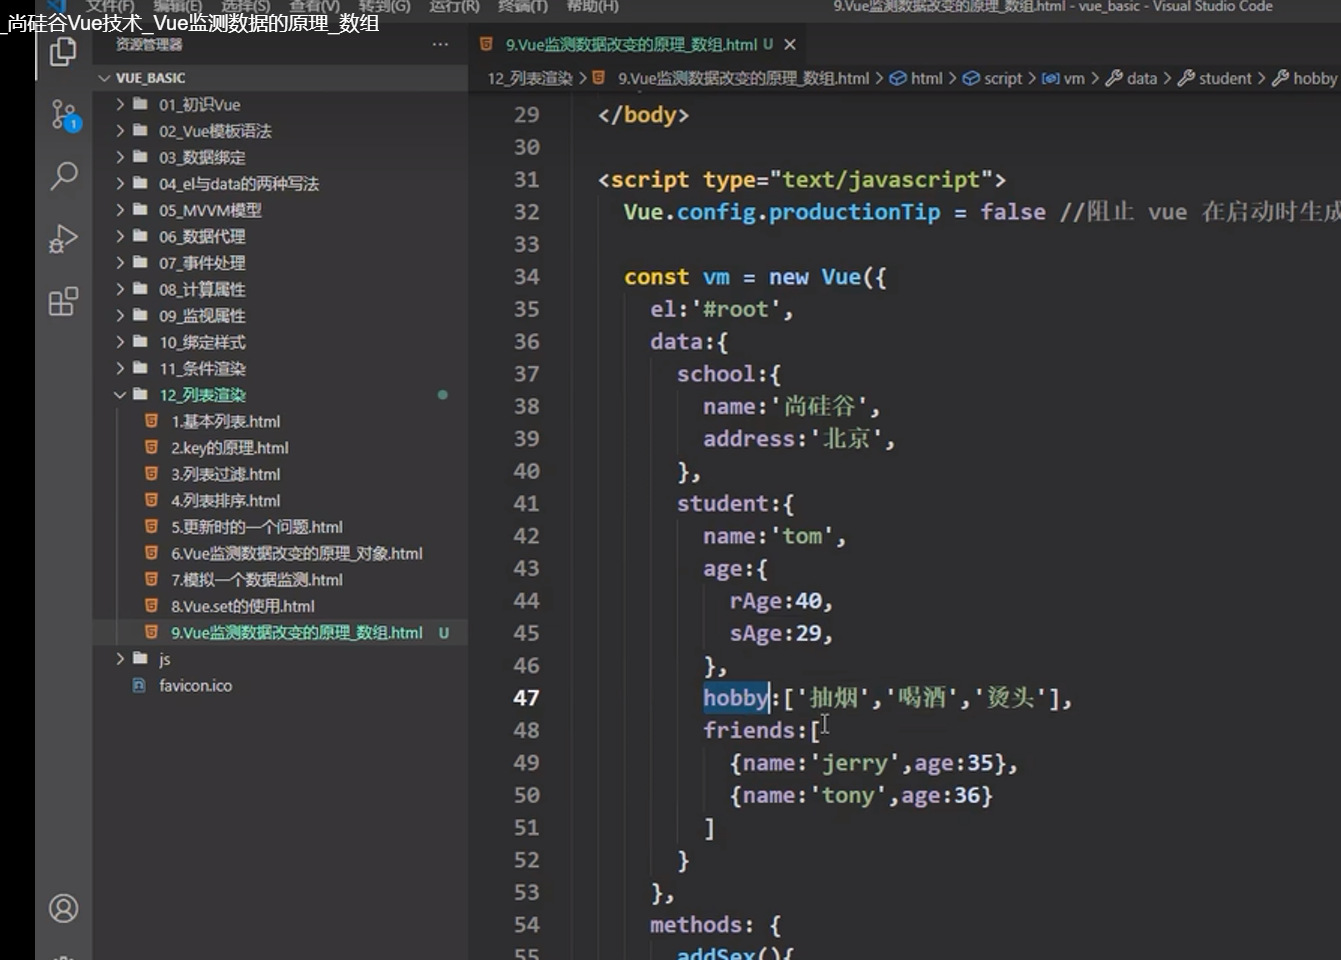 文件(F) 编辑(E) 选择(S) 查看(V) 转到(G) 运行(R) 终端(T) 帮助(H) 9.Vue监测数据改变的原理_数组.html - vue_basic - Visual Studio Code
_尚硅谷Vue技术_Vue监测数据的原理_数组
资源管理器 ···
9.Vue监测数据改变的原理_数组.html U ×
12_列表渲染 > 9.Vue监测数据改变的原理_数组.html > html > script > vm > data > student > hobby
VUE_BASIC
01_初识Vue
02_Vue模板语法
03_数据绑定
04_el与data的两种写法
05_MVVM模型
06_数据代理
07_事件处理
08_计算属性
09_监视属性
10_绑定样式
11_条件渲染
12_列表渲染
1.基本列表.html
2.key的原理.html
3.列表过滤.html
4.列表排序.html
5.更新时的一个问题.html
6.Vue监测数据改变的原理_对象.html
7.模拟一个数据监测.html
8.Vue.set的使用.html
9.Vue监测数据改变的原理_数组.html U
js
favicon.ico
1
29 </body>
30
31 <script type="text/javascript">
32 Vue.config.productionTip = false //阻止 vue 在启动时生成
33
34 const vm = new Vue({
35 el:'#root',
36 data:{
37 school:{
38 name:'尚硅谷',
39 address:'北京',
40 },
41 student:{
42 name:'tom',
43 age:{
44 rAge:40,
45 sAge:29,
46 },
47 hobby:['抽烟','喝酒','烫头'],
48 friends:[
49 {name:'jerry',age:35},
50 {name:'tony',age:36}
51 ]
52 }
53 },
54 methods: {
55 addSex(){